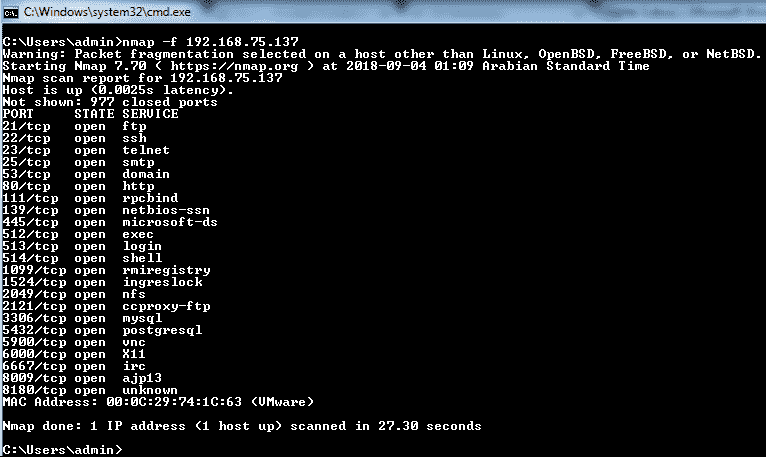 C:\Windows\system32\cmd.exe
C:\Users\admin>nmap -f 192.168.75.137
Warning: Packet fragmentation selected on a host other than Linux, OpenBSD, FreeBSD, or NetBSD.
Starting Nmap 7.70 ( https://nmap.org ) at 2018-09-04 01:09 Arabian Standard Time
Nmap scan report for 192.168.75.137
Host is up (0.0025s latency).
Not shown: 977 closed ports
PORT     STATE SERVICE
21/tcp   open  ftp
22/tcp   open  ssh
23/tcp   open  telnet
25/tcp   open  smtp
53/tcp   open  domain
80/tcp   open  http
111/tcp  open  rpcbind
139/tcp  open  netbios-ssn
445/tcp  open  microsoft-ds
512/tcp  open  exec
513/tcp  open  login
514/tcp  open  shell
1099/tcp open  rmiregistry
1524/tcp open  ingreslock
2049/tcp open  nfs
2121/tcp open  ccproxy-ftp
3306/tcp open  mysql
5432/tcp open  postgresql
5900/tcp open  vnc
6000/tcp open  X11
6667/tcp open  irc
8009/tcp open  ajp13
8180/tcp open  unknown
MAC Address: 00:0C:29:74:1C:63 (VMware)
Nmap done: 1 IP address (1 host up) scanned in 27.30 seconds
C:\Users\admin>